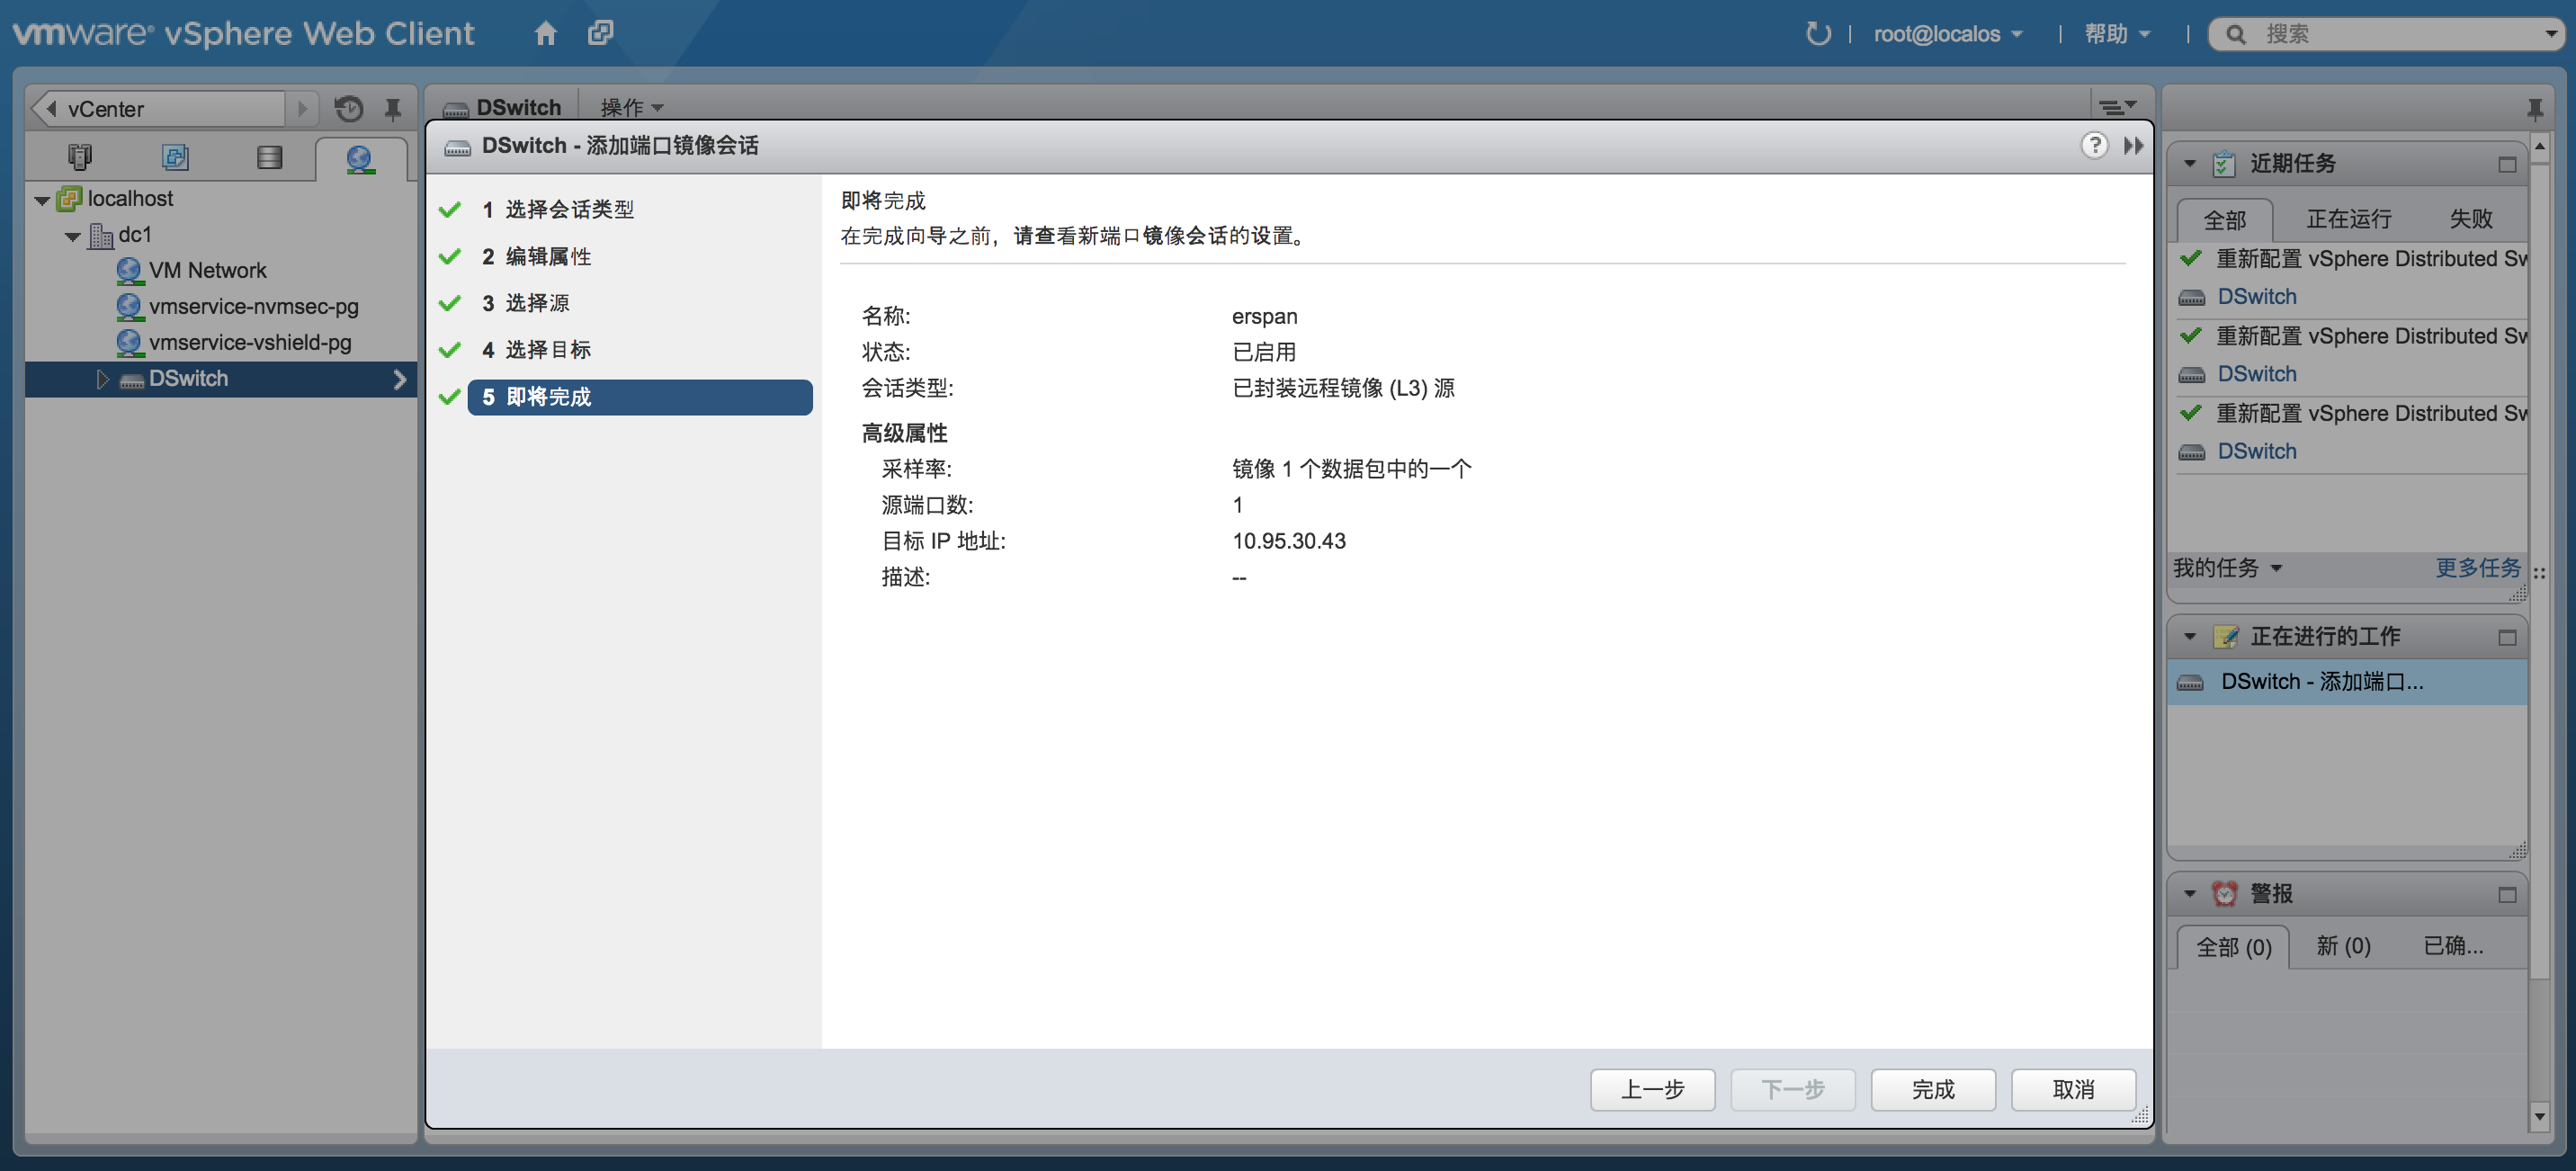 vmware® vSphere Web Client
root@localos
帮助
搜索
vCenter
localhost
dc1
VM Network
vmservice-nvmsec-pg
vmservice-vshield-pg
DSwitch
DSwitch
操作
DSwitch - 添加端口镜像会话
1 选择会话类型
2 编辑属性
3 选择源
4 选择目标
5 即将完成
即将完成
在完成向导之前，请查看新端口镜像会话的设置。
名称: erspan
状态: 已启用
会话类型: 已封装远程镜像 (L3) 源
高级属性
采样率: 镜像 1 个数据包中的一个
源端口数: 1
目标 IP 地址: 10.95.30.43
描述: --
上一步
下一步
完成
取消
近期任务
全部 正在运行 失败
重新配置 vSphere Distributed Sw
DSwitch
重新配置 vSphere Distributed Sw
DSwitch
重新配置 vSphere Distributed Sw
DSwitch
我的任务 更多任务
正在进行的工作
DSwitch - 添加端口...
警报
全部 (0) 新 (0) 已确...